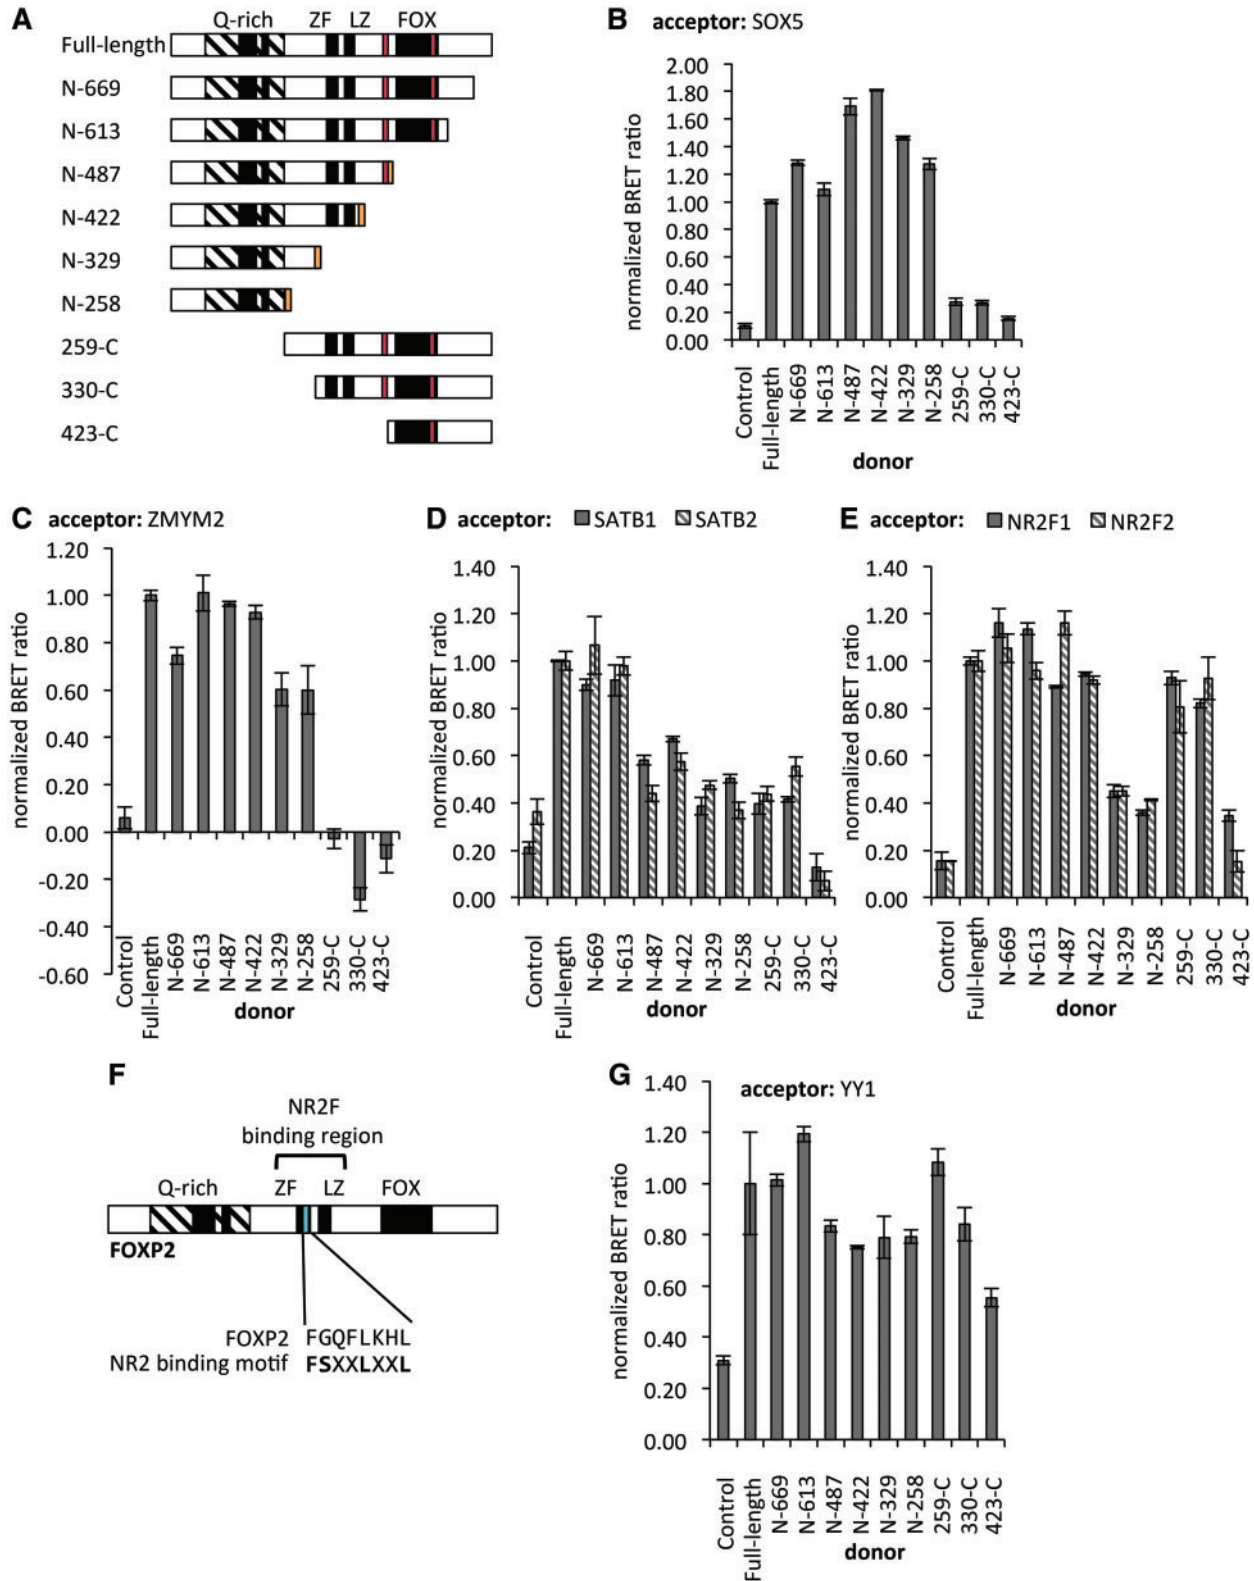 A
Q-rich ZF LZ FOX
Full-length
N-669
N-613
N-487
N-422
N-329
N-258
259-C
330-C
423-C
B acceptor: SOX5
normalized BRET ratio
2.00
1.80
1.60
1.40
1.20
1.00
0.80
0.60
0.40
0.20
0.00
Control
Full-length
N-669
N-613
N-487
N-422
N-329
N-258
259-C
330-C
423-C
donor
C acceptor: ZMYM2
normalized BRET ratio
1.20
1.00
0.80
0.60
0.40
0.20
0.00
-0.20
-0.40
-0.60
Control
Full-length
N-669
N-613
N-487
N-422
N-329
N-258
259-C
330-C
423-C
donor
D acceptor: SATB1 SATB2
normalized BRET ratio
1.40
1.20
1.00
0.80
0.60
0.40
0.20
0.00
Control
Full-length
N-669
N-613
N-487
N-422
N-329
N-258
259-C
330-C
423-C
donor
E acceptor: NR2F1 NR2F2
normalized BRET ratio
1.40
1.20
1.00
0.80
0.60
0.40
0.20
0.00
Control
Full-length
N-669
N-613
N-487
N-422
N-329
N-258
259-C
330-C
423-C
donor
F
NR2F
binding region
Q-rich ZF LZ FOX
FOXP2
FOXP2 FGQFLKHL
NR2 binding motif FSXXLXXL
G acceptor: YY1
normalized BRET ratio
1.40
1.20
1.00
0.80
0.60
0.40
0.20
0.00
Control
Full-length
N-669
N-613
N-487
N-422
N-329
N-258
259-C
330-C
423-C
donor